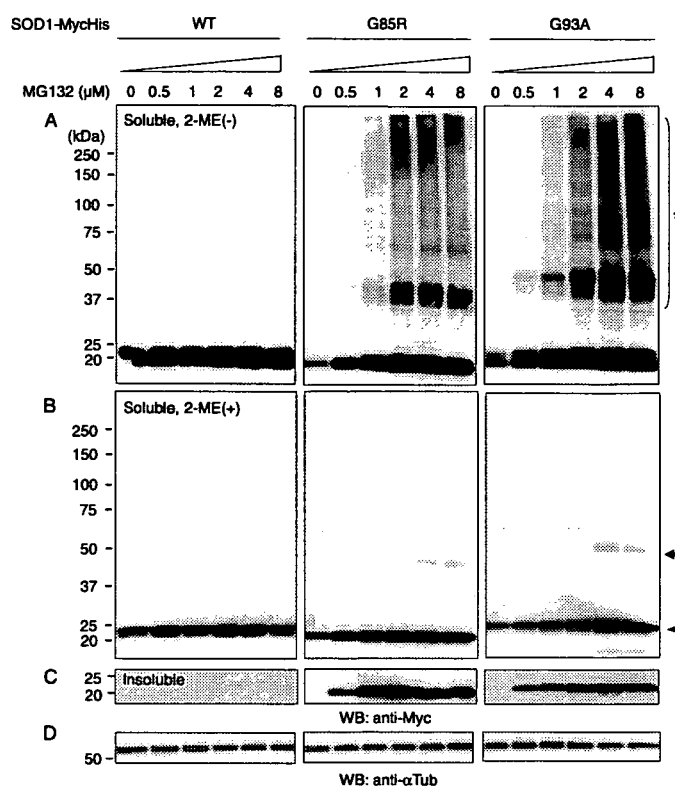 SOD1-MycHis WT G85R G93A
MG132 (μM) 0 0.5 1 2 4 8 0 0.5 1 2 4 8 0 0.5 1 2 4 8
A Soluble, 2-ME(-)
(kDa)
250
150
100
75
50
37
25
20
B Soluble, 2-ME(+)
250
150
100
75
50
37
25
20
C Insoluble
25
20
WB: anti-Myc
D
50
WB: anti-αTub